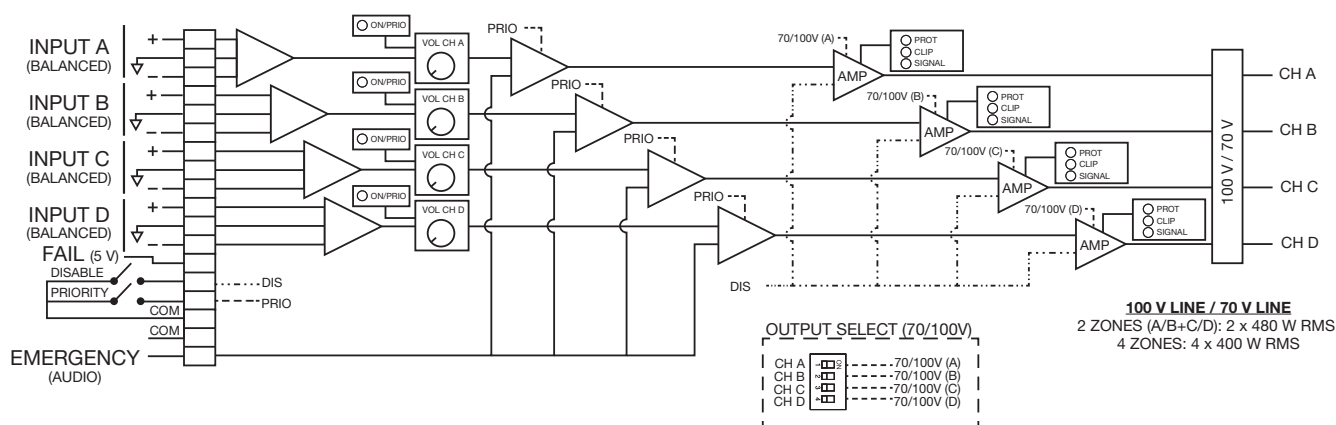 INPUT A
(BALANCED)
+
−
INPUT B
(BALANCED)
+
−
INPUT C
(BALANCED)
+
−
INPUT D
(BALANCED)
+
−
FAIL (5 V)
DISABLE
PRIORITY
COM
COM
EMERGENCY
(AUDIO)
DIS
PRIO
ON/PRIO
VOL CH A
ON/PRIO
VOL CH B
ON/PRIO
VOL CH C
ON/PRIO
VOL CH D
PRIO
PRIO
PRIO
PRIO
DIS
70/100V (A)
AMP
PROT
CLIP
SIGNAL
70/100V (B)
AMP
PROT
CLIP
SIGNAL
70/100V (C)
AMP
PROT
CLIP
SIGNAL
70/100V (D)
AMP
PROT
CLIP
SIGNAL
100 V / 70 V
CH A
CH B
CH C
CH D
100 V LINE / 70 V LINE
2 ZONES (A/B+C/D): 2 x 480 W RMS
4 ZONES: 4 x 400 W RMS
OUTPUT SELECT (70/100V)
CH A 1 ON 70/100V (A)
CH B 2 70/100V (B)
CH C 3 70/100V (C)
CH D 4 70/100V (D)